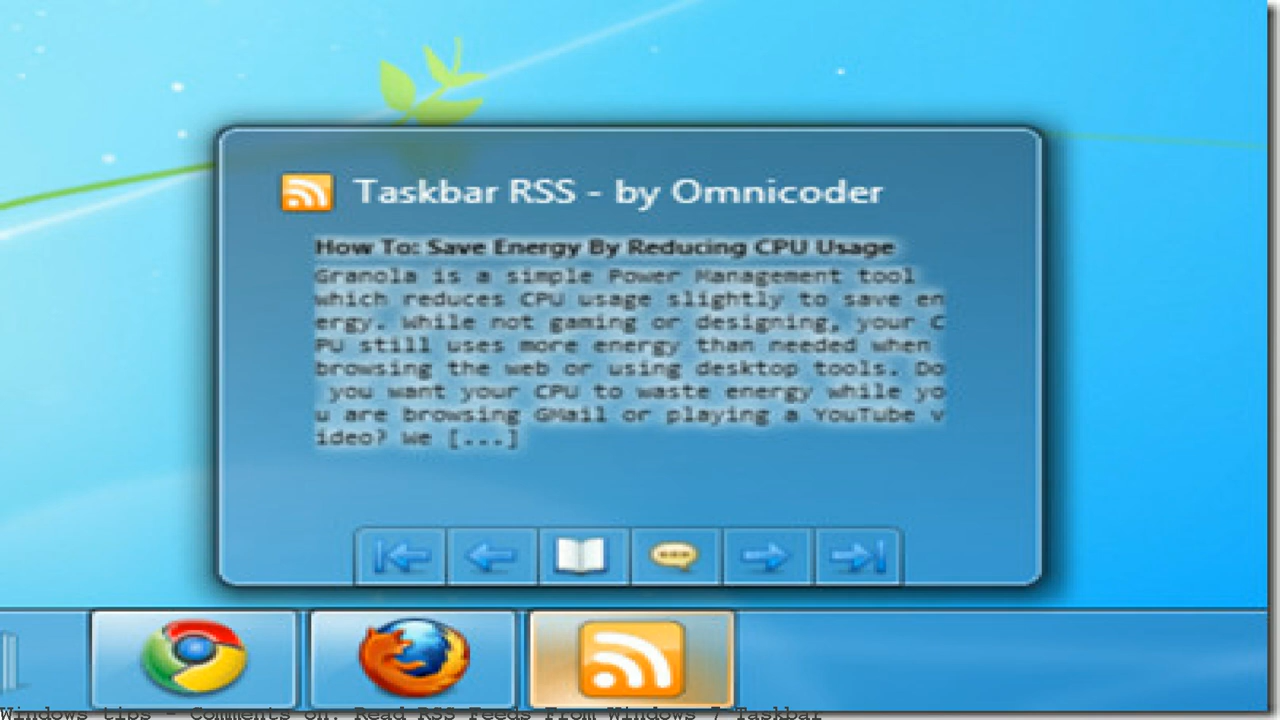 Taskbar RSS - by Omnicoder
How To: Save Energy By Reducing CPU Usage
Granola is a simple Power Management tool
which reduces CPU usage slightly to save en
ergy. While not gaming or designing, your C
PU still uses more energy than needed when
browsing the web or using desktop tools. Do
you want your CPU to waste energy while yo
u are browsing GMail or playing a YouTube v
ideo? We [...]
Windows tips - Comments on: Read RSS Feeds From Windows 7 Taskbar